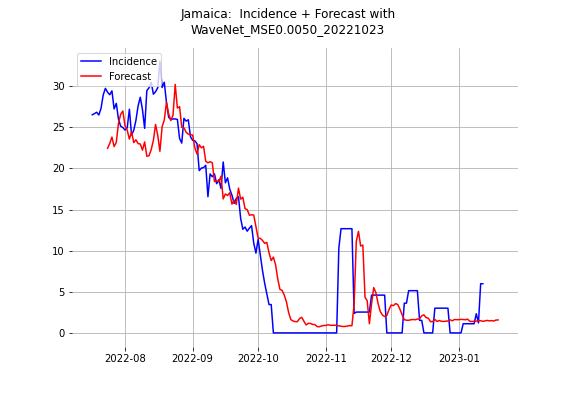 Jamaica:  Incidence + Forecast with
WaveNet_MSE0.0050_20221023
Incidence
Forecast
30
25
20
15
10
5
0
2022-08 2022-09 2022-10 2022-11 2022-12 2023-01